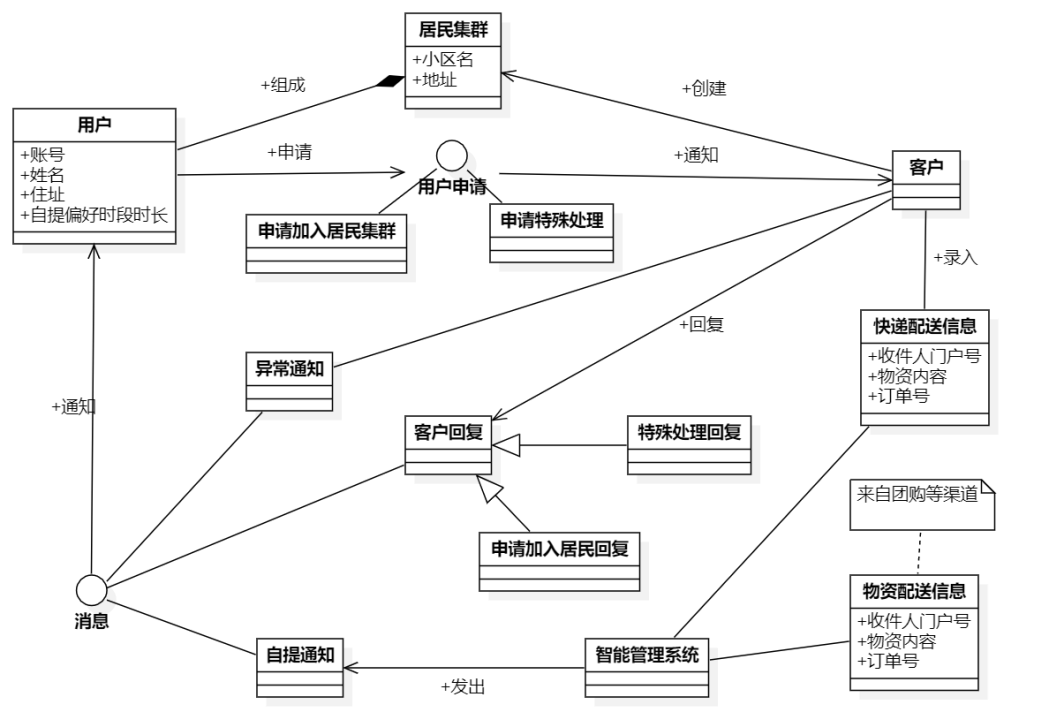 居民集群
+小区名
+地址
+组成
+创建
用户
+账号
+姓名
+住址
+自提偏好时段时长
+申请
用户申请
+通知
客户
申请加入居民集群
申请特殊处理
+录入
+回复
快递配送信息
+收件人门户号
+物资内容
+订单号
异常通知
+通知
客户回复
特殊处理回复
来自团购等渠道
申请加入居民回复
消息
物资配送信息
+收件人门户号
+物资内容
+订单号
自提通知
智能管理系统
+发出